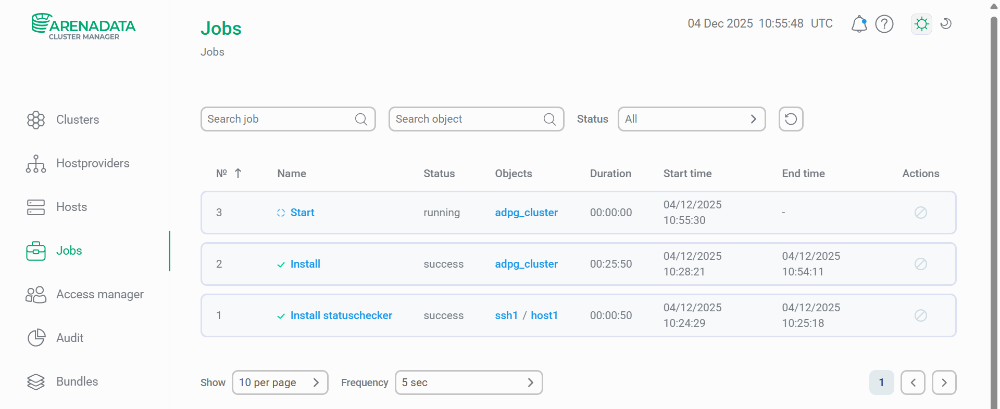 ARENADATA
CLUSTER MANAGER
Jobs
04 Dec 2025 10:55:48 UTC
Jobs
Clusters
Hostproviders
Hosts
Jobs
Access manager
Audit
Bundles
Search job
Search object
Status
All
№ ↑ Name Status Objects Duration Start time End time Actions
3 Start running adpg_cluster 00:00:00 04/12/2025 -
10:55:30
2 Install success adpg_cluster 00:25:50 04/12/2025 04/12/2025
10:28:21 10:54:11
1 Install statuschecker success ssh1 / host1 00:00:50 04/12/2025 04/12/2025
10:24:29 10:25:18
Show 10 per page Frequency 5 sec 1